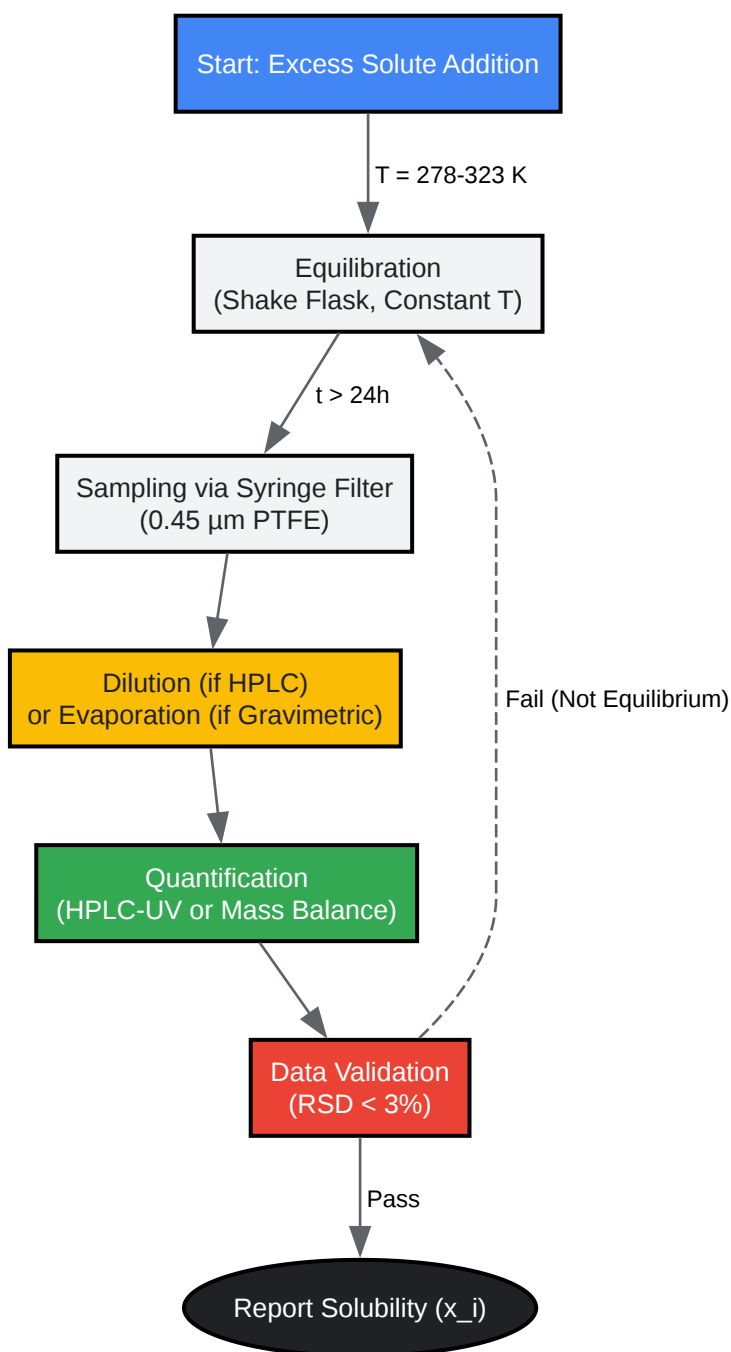 Start: Excess Solute Addition
T = 278-323 K
Equilibration
(Shake Flask, Constant T)
t > 24h
Sampling via Syringe Filter
(0.45 µm PTFE)
Dilution (if HPLC)
or Evaporation (if Gravimetric)
Fail (Not Equilibrium)
Quantification
(HPLC-UV or Mass Balance)
Data Validation
(RSD < 3%)
Pass
Report Solubility (x_i)